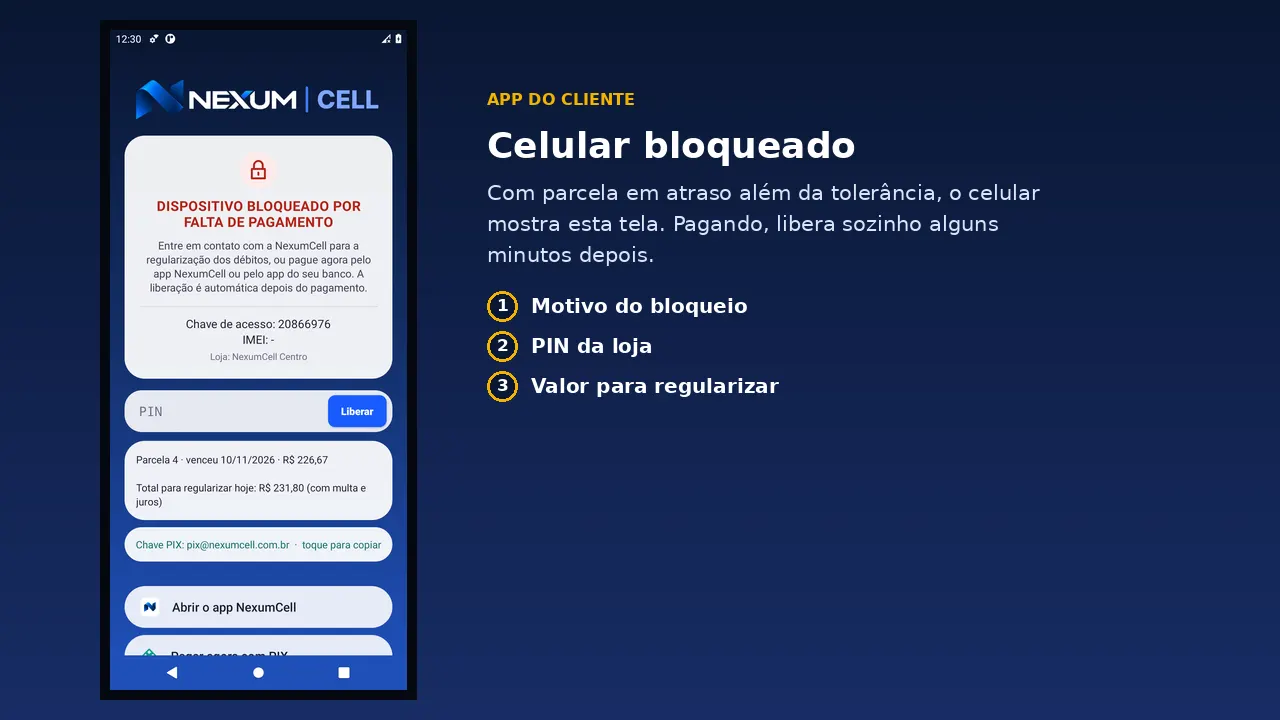 12:30
NEXUM | CELL
DISPOSITIVO BLOQUEADO POR
FALTA DE PAGAMENTO
Entre em contato com a NexumCell para a
regularização dos débitos, ou pague agora pelo
app NexumCell ou pelo app do seu banco. A
liberação é automática depois do pagamento.
Chave de acesso: 20866976
IMEI: -
Loja: NexumCell Centro
PIN
Liberar
Parcela 4 · venceu 10/11/2026 · R$ 226,67
Total para regularizar hoje: R$ 231,80 (com multa e
juros)
Chave PIX: pix@nexumcell.com.br · toque para copiar
Abrir o app NexumCell
Pagar agora com PIX
APP DO CLIENTE
Celular bloqueado
Com parcela em atraso além da tolerância, o celular
mostra esta tela. Pagando, libera sozinho alguns
minutos depois.
1 Motivo do bloqueio
2 PIN da loja
3 Valor para regularizar